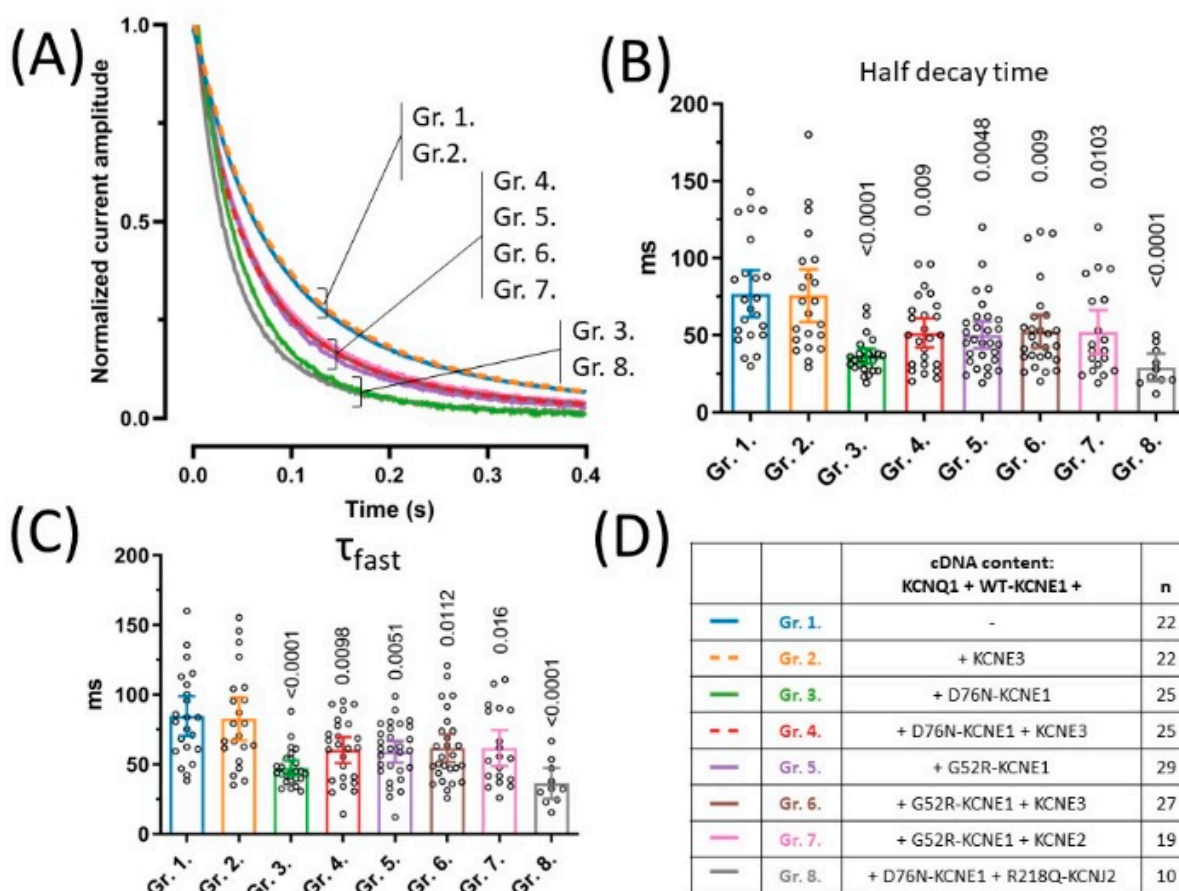 (A)
1.0
0.5
0.0
Normalized current amplitude
Gr. 1.
Gr.2.
Gr. 4.
Gr. 5.
Gr. 6.
Gr. 7.
Gr. 3.
Gr. 8.
0.0 0.1 0.2 0.3 0.4
Time (s)
(B)
Half decay time
200
150
100
50
0
ms
<0.0001
0.009
0.0048
0.009
0.0103
<0.0001
Gr. 1. Gr. 2. Gr. 3. Gr. 4. Gr. 5. Gr. 6. Gr. 7. Gr. 8.
(C)
τfast
200
150
100
50
0
ms
<0.0001
0.0098
0.0051
0.0112
0.016
<0.0001
Gr. 1. Gr. 2. Gr. 3. Gr. 4. Gr. 5. Gr. 6. Gr. 7. Gr. 8.
(D)
cDNA content:
KCNQ1 + WT-KCNE1 + n
Gr. 1. - 22
Gr. 2. + KCNE3 22
Gr. 3. + D76N-KCNE1 25
Gr. 4. + D76N-KCNE1 + KCNE3 25
Gr. 5. + G52R-KCNE1 29
Gr. 6. + G52R-KCNE1 + KCNE3 27
Gr. 7. + G52R-KCNE1 + KCNE2 19
Gr. 8. + D76N-KCNE1 + R218Q-KCNJ2 10